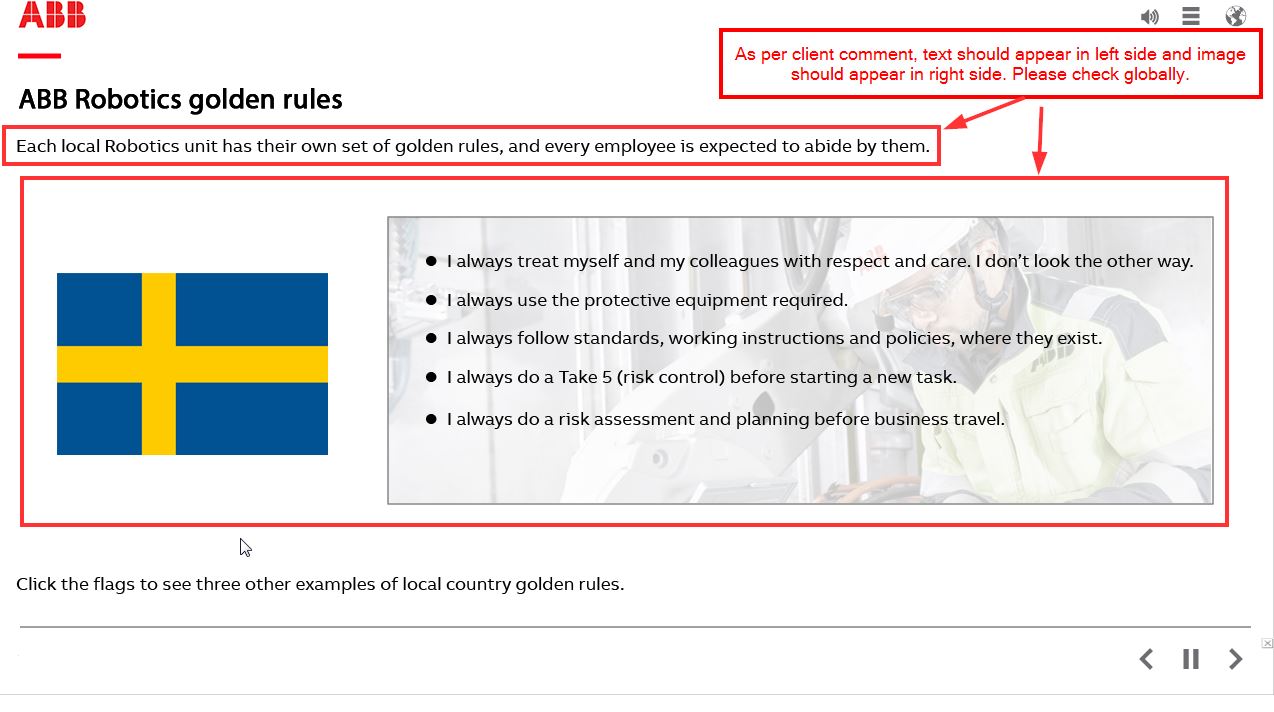 ABB
As per client comment, text should appear in left side and image
should appear in right side. Please check globally.
ABB Robotics golden rules
Each local Robotics unit has their own set of golden rules, and every employee is expected to abide by them.
● I always treat myself and my colleagues with respect and care. I don’t look the other way.
● I always use the protective equipment required.
● I always follow standards, working instructions and policies, where they exist.
● I always do a Take 5 (risk control) before starting a new task.
● I always do a risk assessment and planning before business travel.
ABB
ABB
Click the flags to see three other examples of local country golden rules.